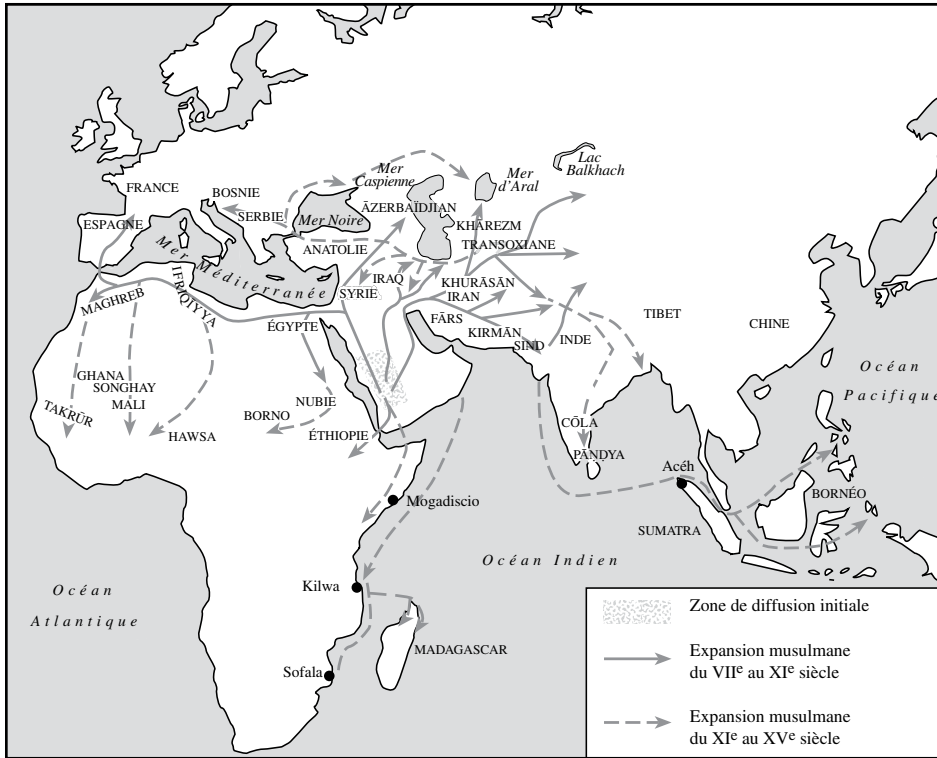 Lac
Balkhach
Mer
Caspienne
Mer
d'Aral
FRANCE
BOSNIE
ĀZERBAÏDJIAN
ESPAGNE
SERBIE
Mer Noire
KHĀREZM
TRANSOXIANE
ANATOLIE
Mer Méditerranée
IFRIQIYYA
IRAQ
SYRIE
KHURĀSĀN
IRAN
MAGHREB
ÉGYPTE
FĀRS
KIRMĀN
SIND
INDE
TIBET
CHINE
Océan
Pacifique
GHANA
SONGHAY
MALI
TAKRŪR
HAWSA
BORNO
NUBIE
ÉTHIOPIE
CŌLA
PĀṆḌYA
Acéh
BORNÉO
SUMATRA
Mogadiscio
Océan Indien
Kilwa
Océan
Atlantique
MADAGASCAR
Sofala
Zone de diffusion initiale
Expansion musulmane
du VIIe au XIe siècle
Expansion musulmane
du XIe au XVe siècle